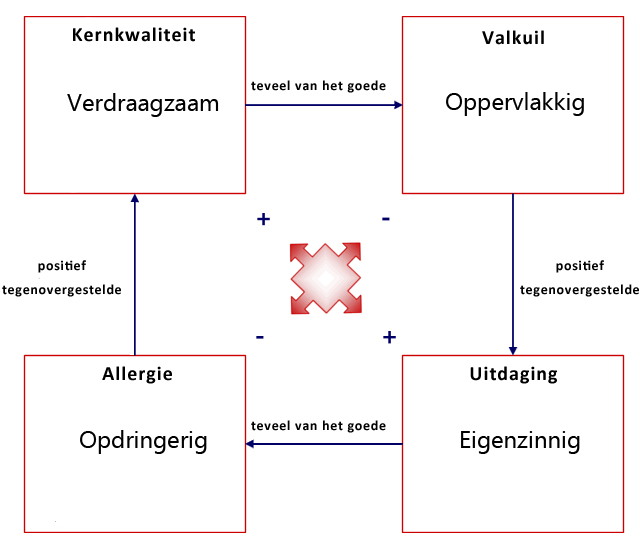 Kernkwaliteit
Verdraagzaam
teveel van het goede
Valkuil
Oppervlakkig
+ -
positief
tegenovergestelde
positief
tegenovergestelde
- +
Allergie
Opdringerig
teveel van het goede
Uitdaging
Eigenzinnig